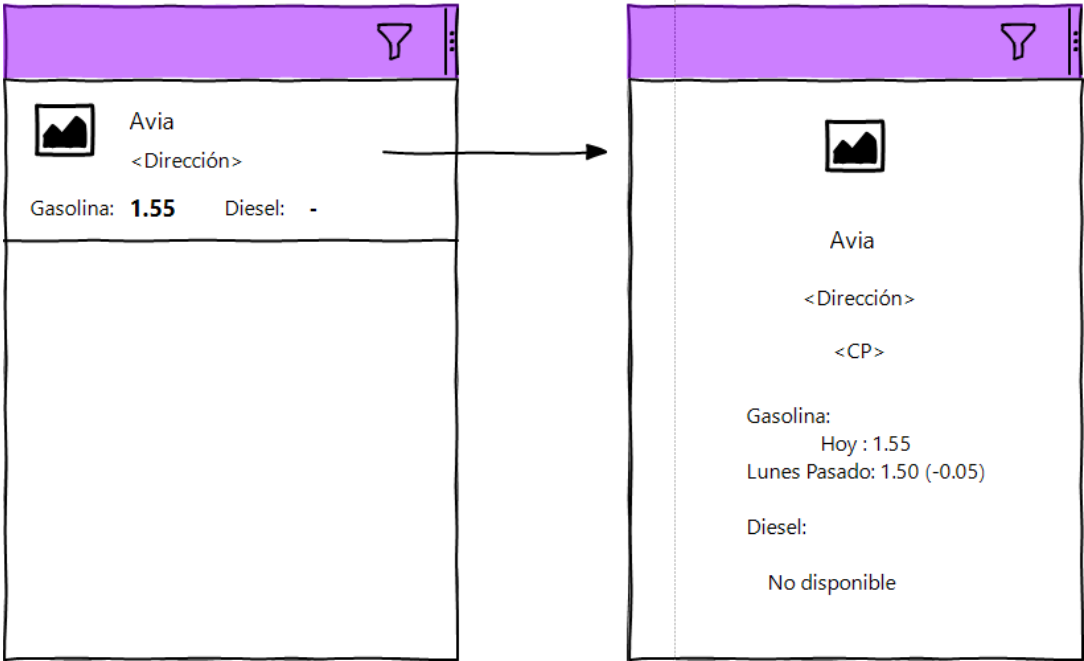 Avia
<Dirección>
Gasolina: 1.55 Diesel: -
Avia
<Dirección>
<CP>
Gasolina:
Hoy : 1.55
Lunes Pasado: 1.50 (-0.05)
Diesel:
No disponible